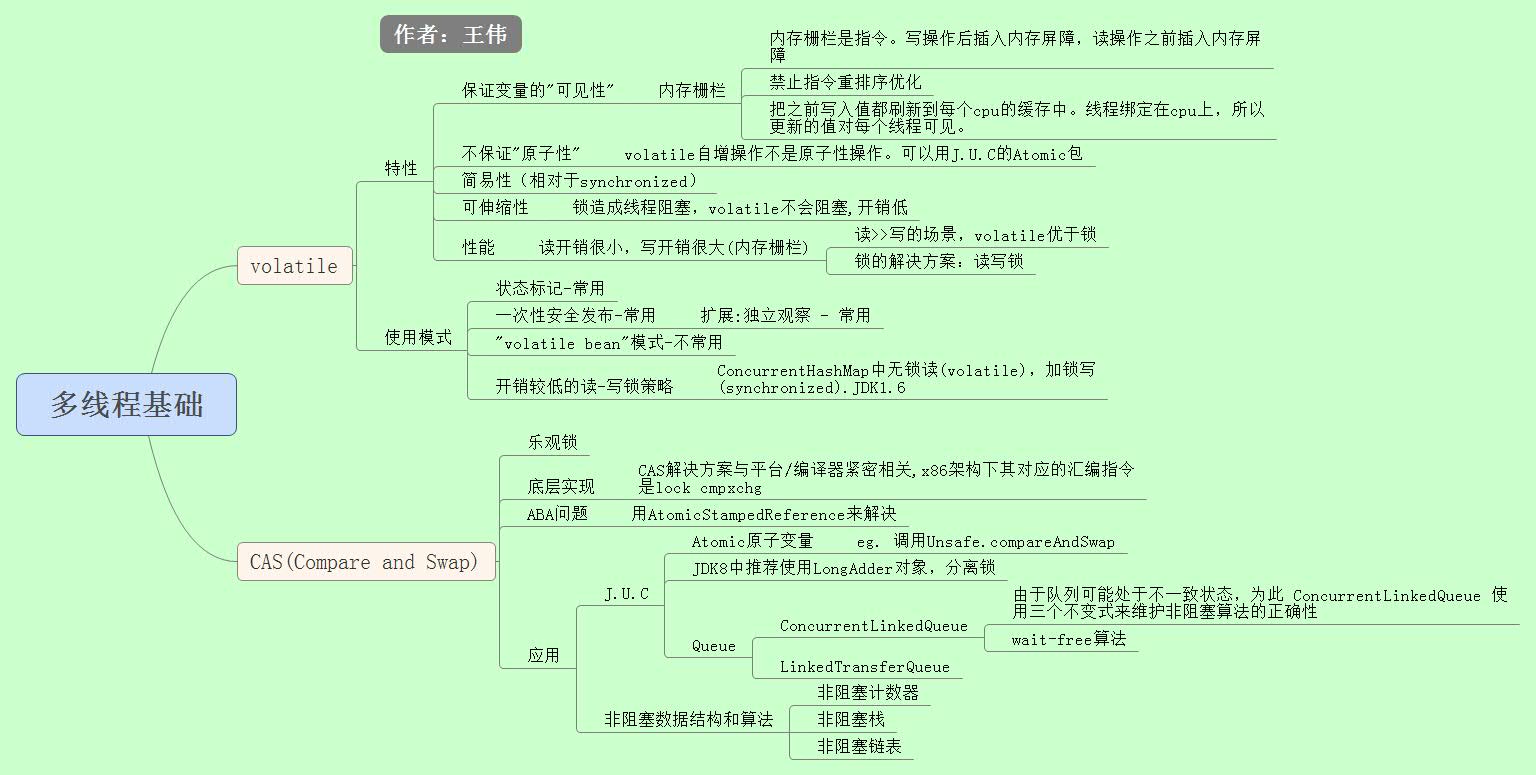 作者：王伟
多线程基础
volatile
特性
保证变量的"可见性"
内存栅栏
内存栅栏是指令。写操作后插入内存屏障，读操作之前插入内存屏
障
禁止指令重排序优化
把之前写入值都刷新到每个cpu的缓存中。线程绑定在cpu上，所以
更新的值对每个线程可见。
不保证"原子性"
volatile自增操作不是原子性操作。可以用J.U.C的Atomic包
简易性（相对于synchronized）
可伸缩性
锁造成线程阻塞，volatile不会阻塞,开销低
性能
读开销很小，写开销很大(内存栅栏)
读>>写的场景，volatile优于锁
锁的解决方案：读写锁
使用模式
状态标记-常用
一次性安全发布-常用
扩展:独立观察 - 常用
"volatile bean"模式-不常用
开销较低的读-写锁策略
ConcurrentHashMap中无锁读(volatile)，加锁写
(synchronized).JDK1.6
CAS(Compare and Swap)
乐观锁
底层实现
CAS解决方案与平台/编译器紧密相关,x86架构下其对应的汇编指令
是lock cmpxchg
ABA问题
用AtomicStampedReference来解决
应用
J.U.C
Atomic原子变量
eg. 调用Unsafe.compareAndSwap
JDK8中推荐使用LongAdder对象，分离锁
Queue
ConcurrentLinkedQueue
由于队列可能处于不一致状态，为此 ConcurrentLinkedQueue 使
用三个不变式来维护非阻塞算法的正确性
wait-free算法
LinkedTransferQueue
非阻塞数据结构和算法
非阻塞计数器
非阻塞栈
非阻塞链表